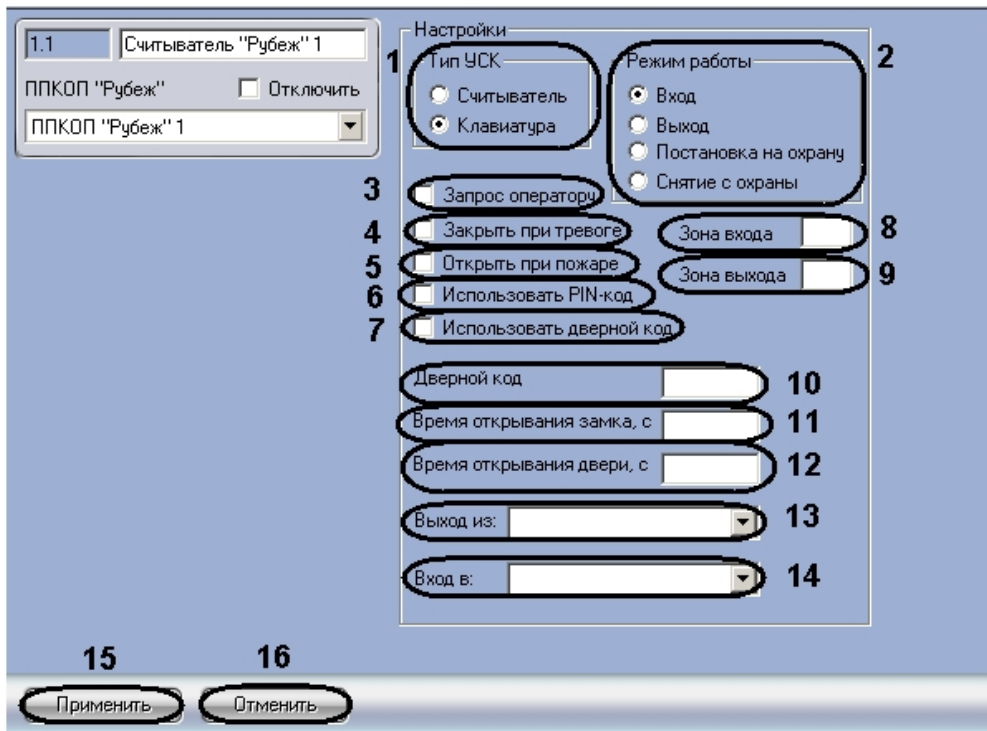 1.1 Считыватель "Рубеж" 1
ППКОП "Рубеж" Отключить
ППКОП "Рубеж" 1
Настройки
1 Тип УСК
Считыватель
Клавиатура
Режим работы 2
Вход
Выход
Постановка на охрану
Снятие с охраны
3 Запрос оператору
4 Закрыть при тревоге
5 Открыть при пожаре
6 Использовать PIN-код
7 Использовать дверной код
Зона входа 8
Зона выхода 9
Дверной код 10
Время открывания замка, с 11
Время открывания двери, с 12
Выход из: 13
Вход в: 14
15 16
Применить Отменить